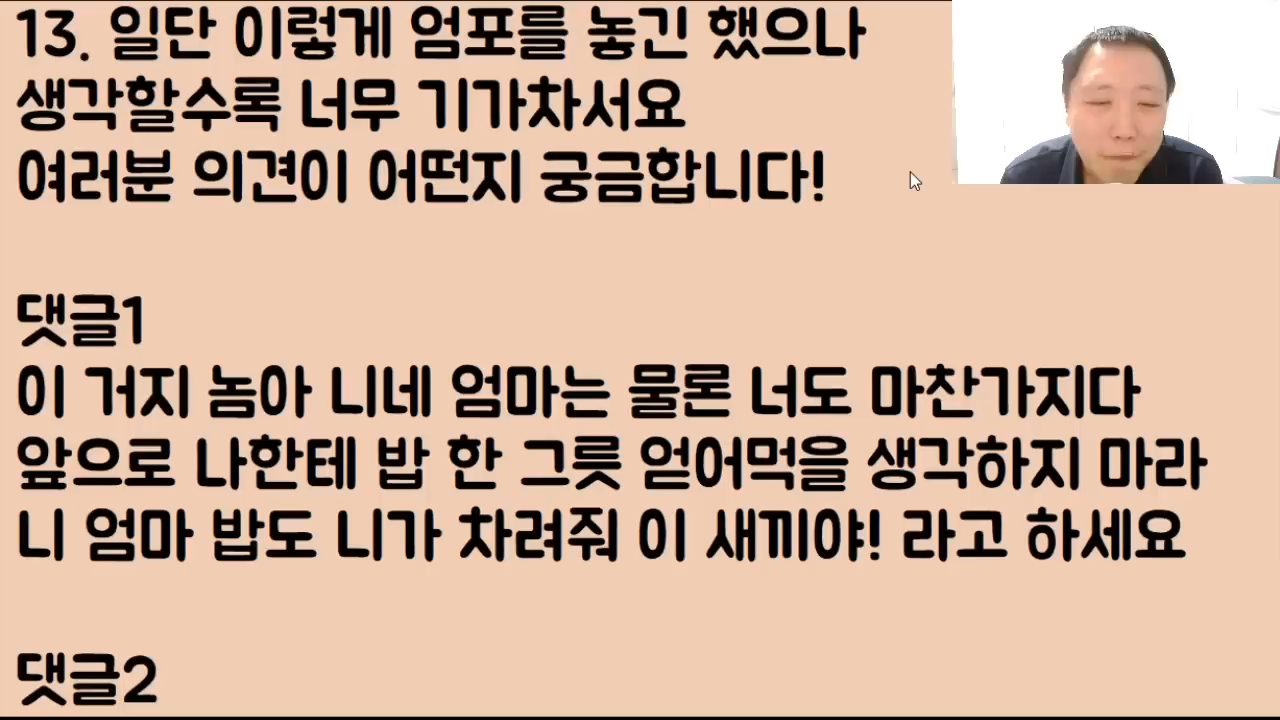 13. 일단 이렇게 엄포를 놓긴 했으나
생각할수록 너무 기가차서요
여러분 의견이 어떤지 궁금합니다!
댓글1
이 거지 놈아 니네 엄마는 물론 너도 마찬가지다
앞으로 나한테 밥 한 그릇 얻어먹을 생각하지 마라
니 엄마 밥도 니가 차려줘 이 새끼야! 라고 하세요
댓글2